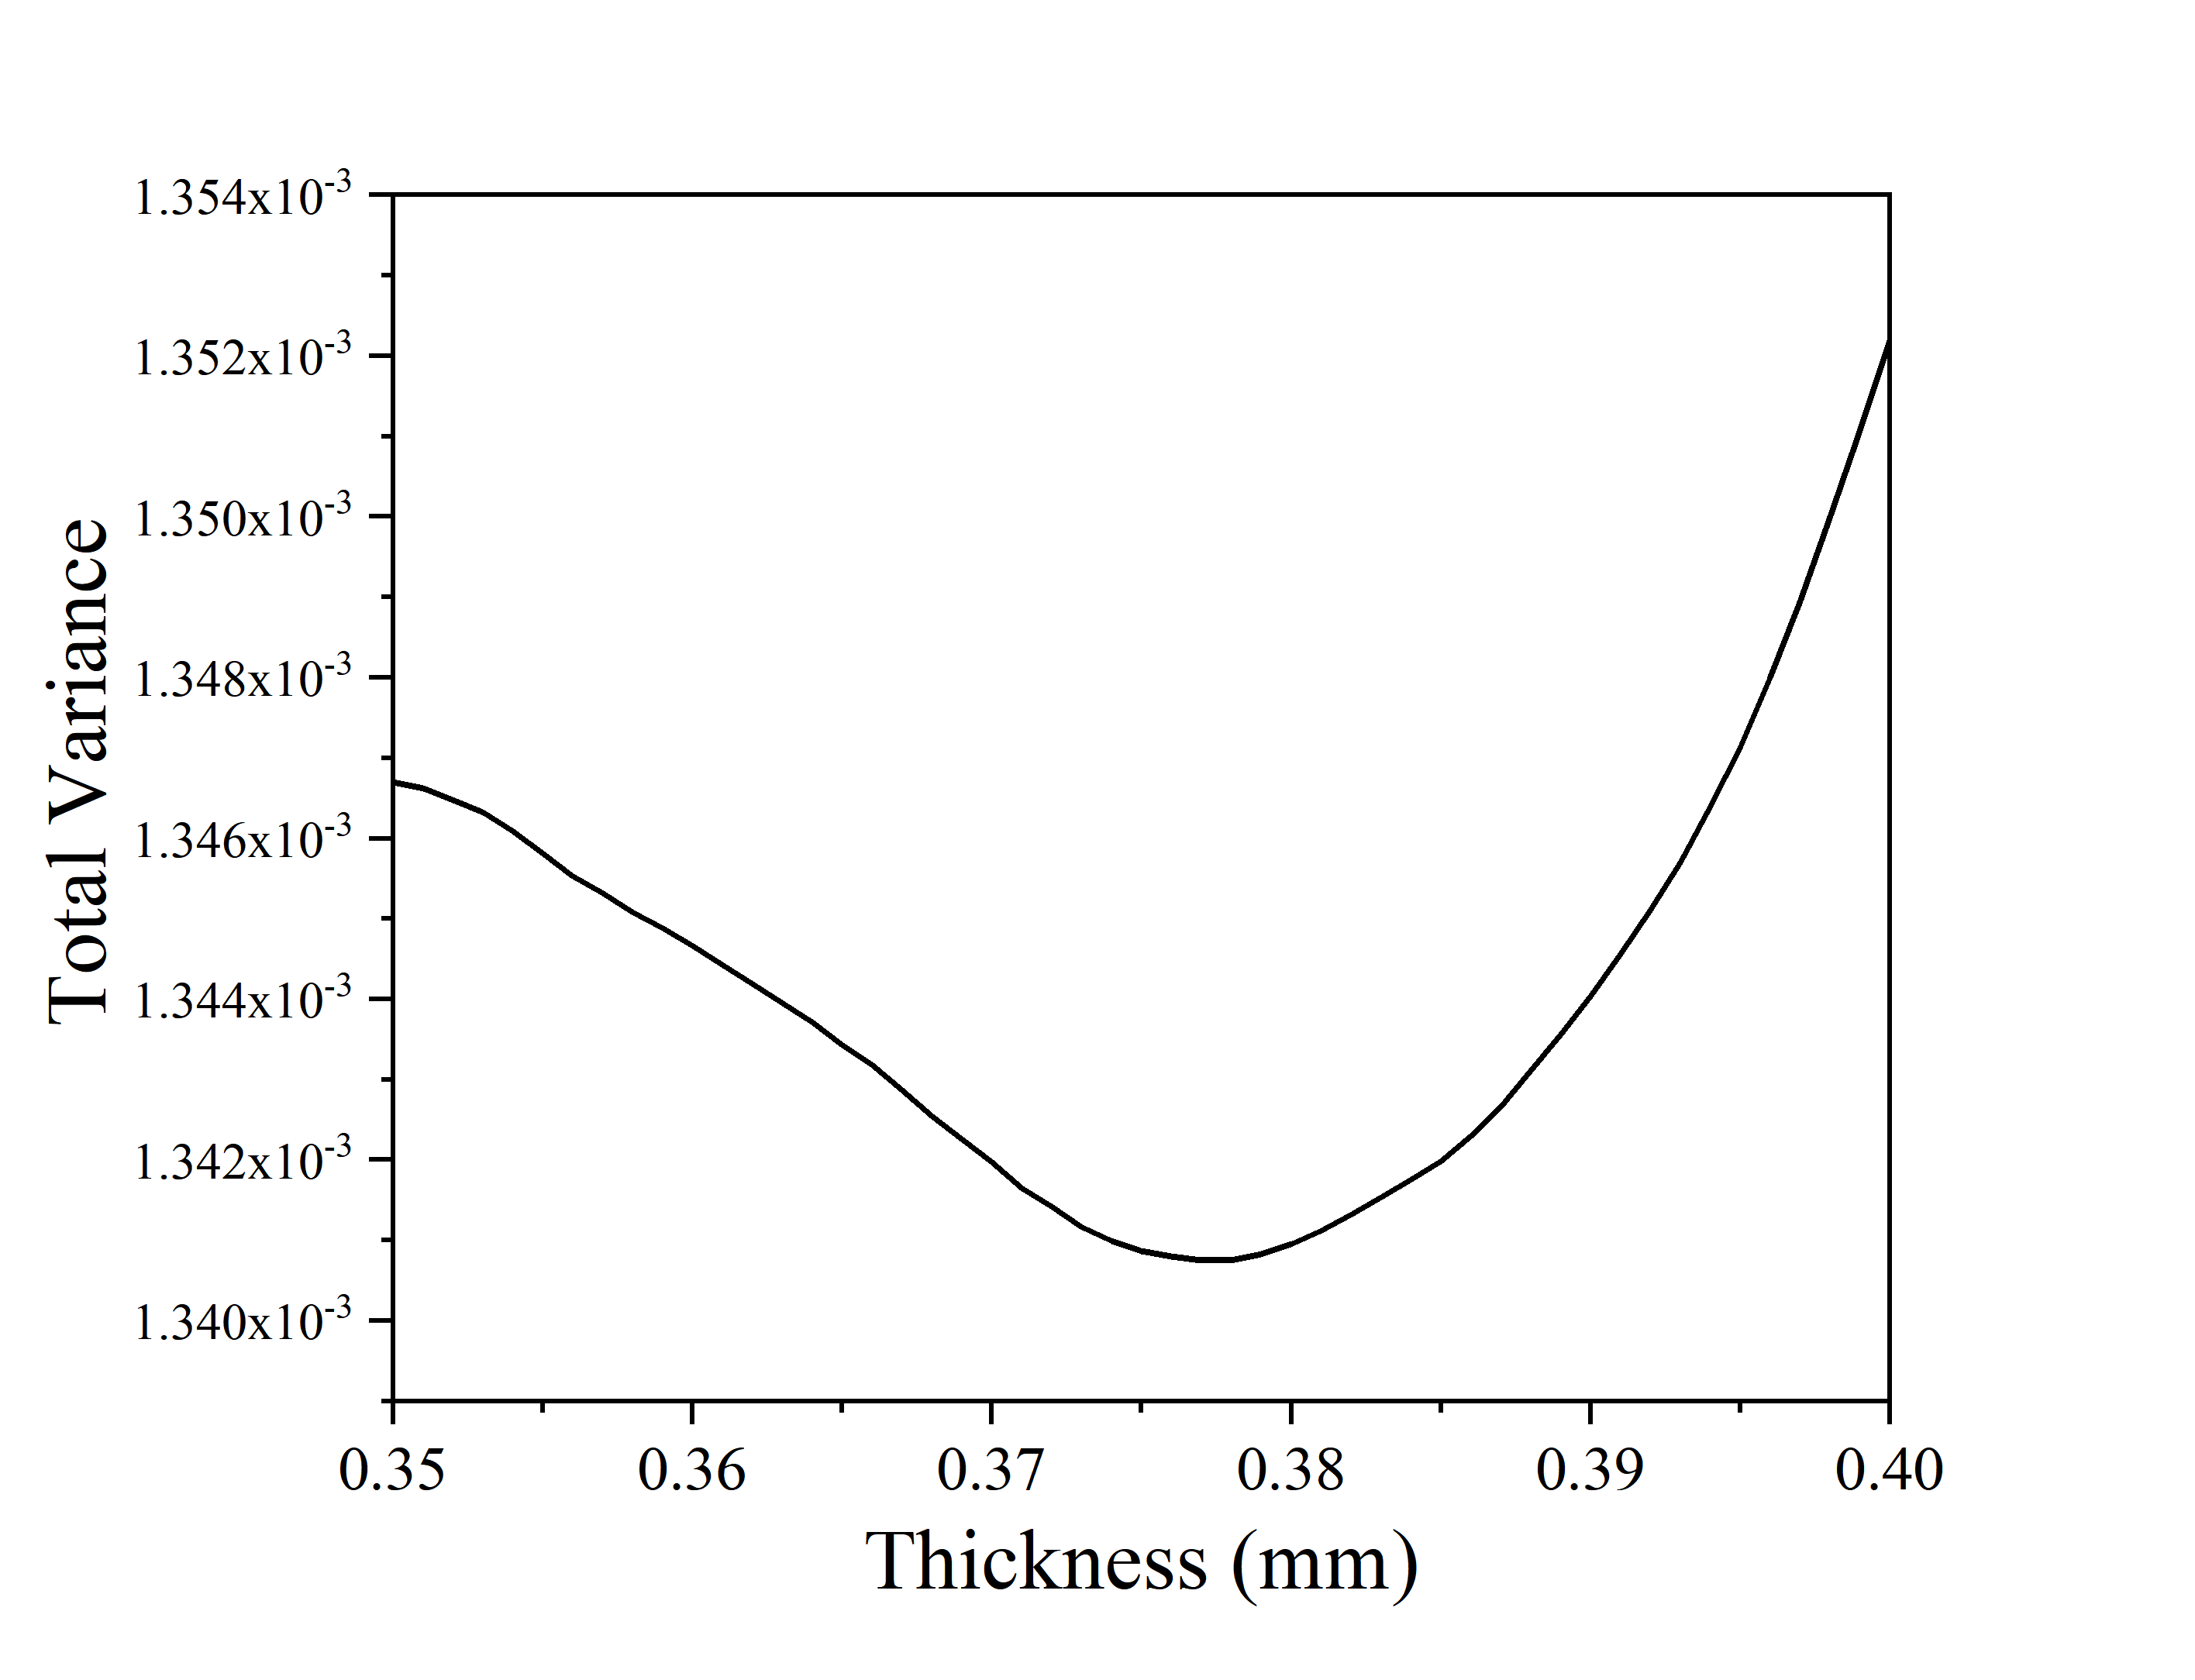 1.354x10⁻³
1.352x10⁻³
1.350x10⁻³
1.348x10⁻³
1.346x10⁻³
1.344x10⁻³
1.342x10⁻³
1.340x10⁻³
Total Variance
0.35 0.36 0.37 0.38 0.39 0.40
Thickness (mm)